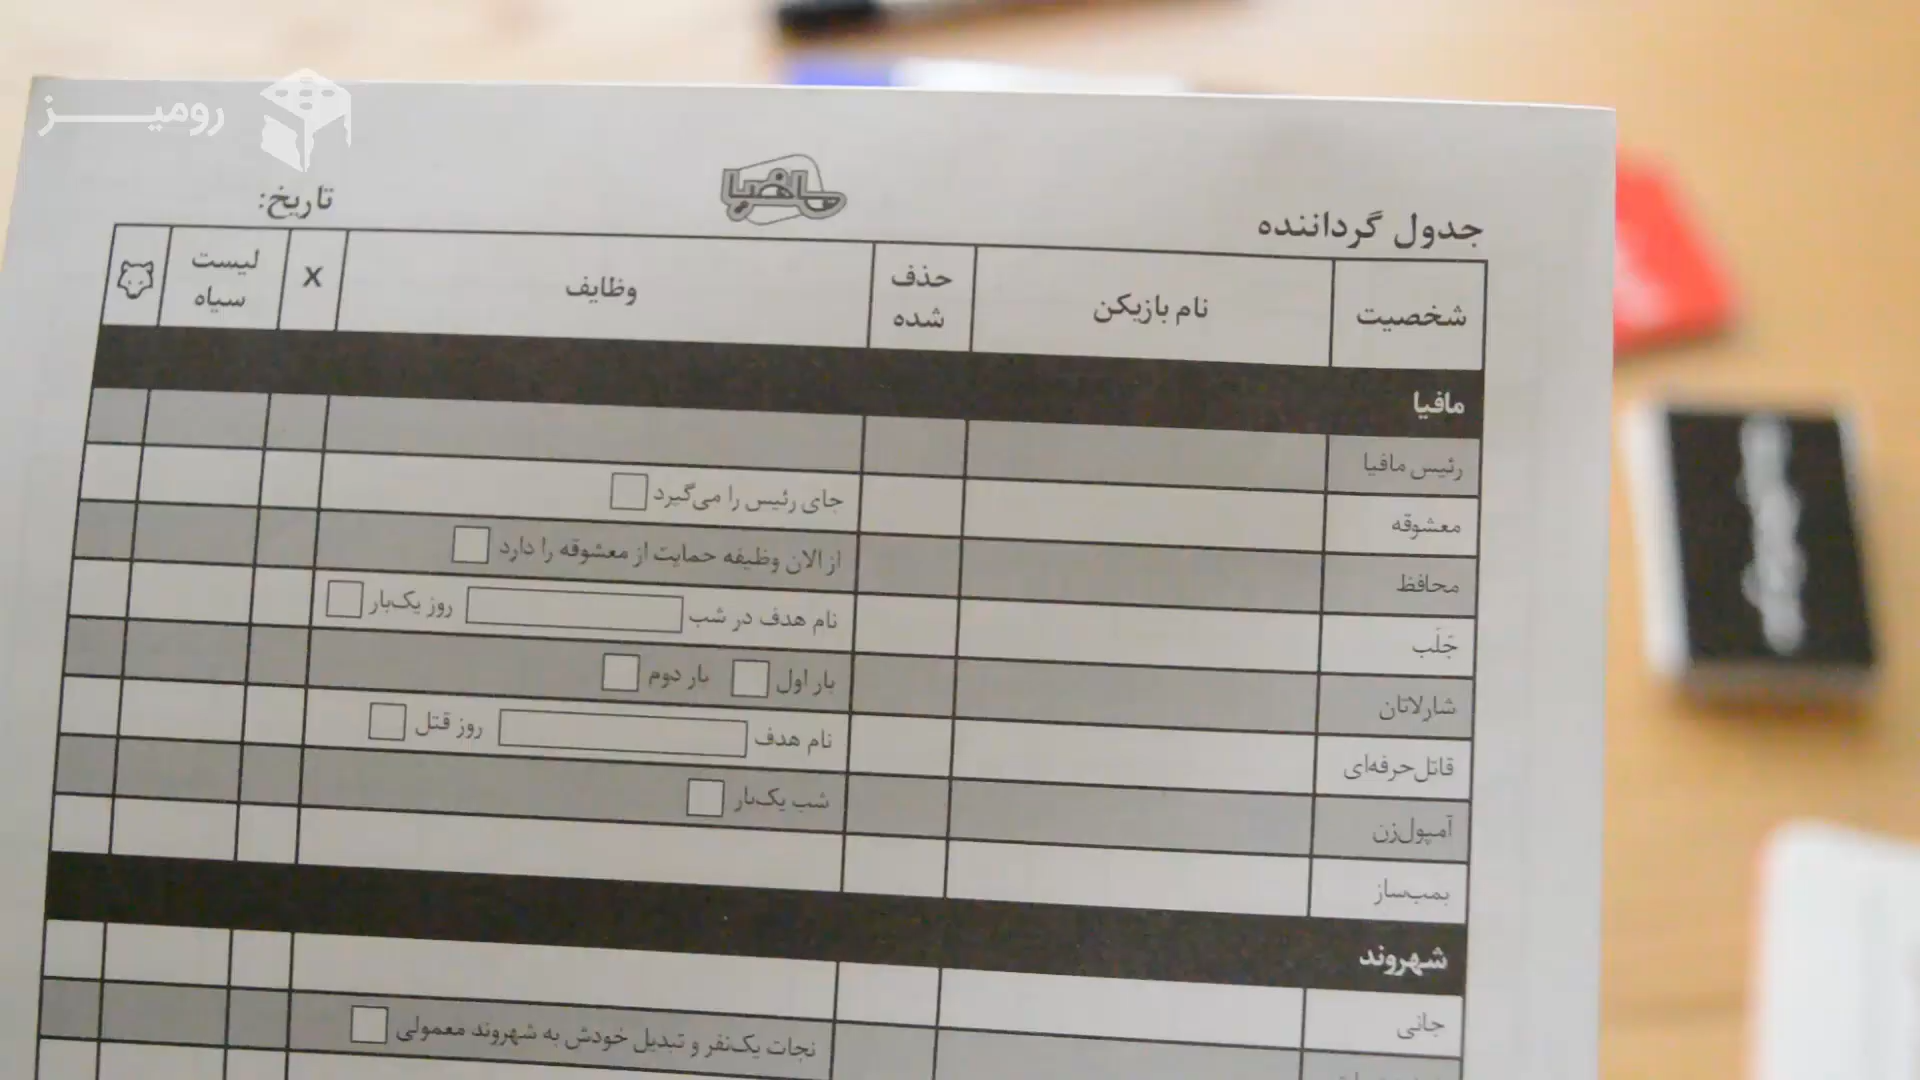 رومیز
مافیا
تاریخ:
جدول گرداننده
شخصیت
نام بازیکن
حذف شده
وظایف
X
لیست سیاه
مافیا
رئیس مافیا
معشوقه
جای رئیس را می‌گیرد
محافظ
از الان وظیفه حمایت از معشوقه را دارد
جَلَب
نام هدف در شب روز یک‌بار
شارلاتان
بار اول بار دوم
قاتل‌حرفه‌ای
نام هدف روز قتل
آمپول‌زن
شب یک‌بار
بمب‌ساز
شهروند
جانی
نجات یک‌نفر و تبدیل خودش به شهروند معمولی